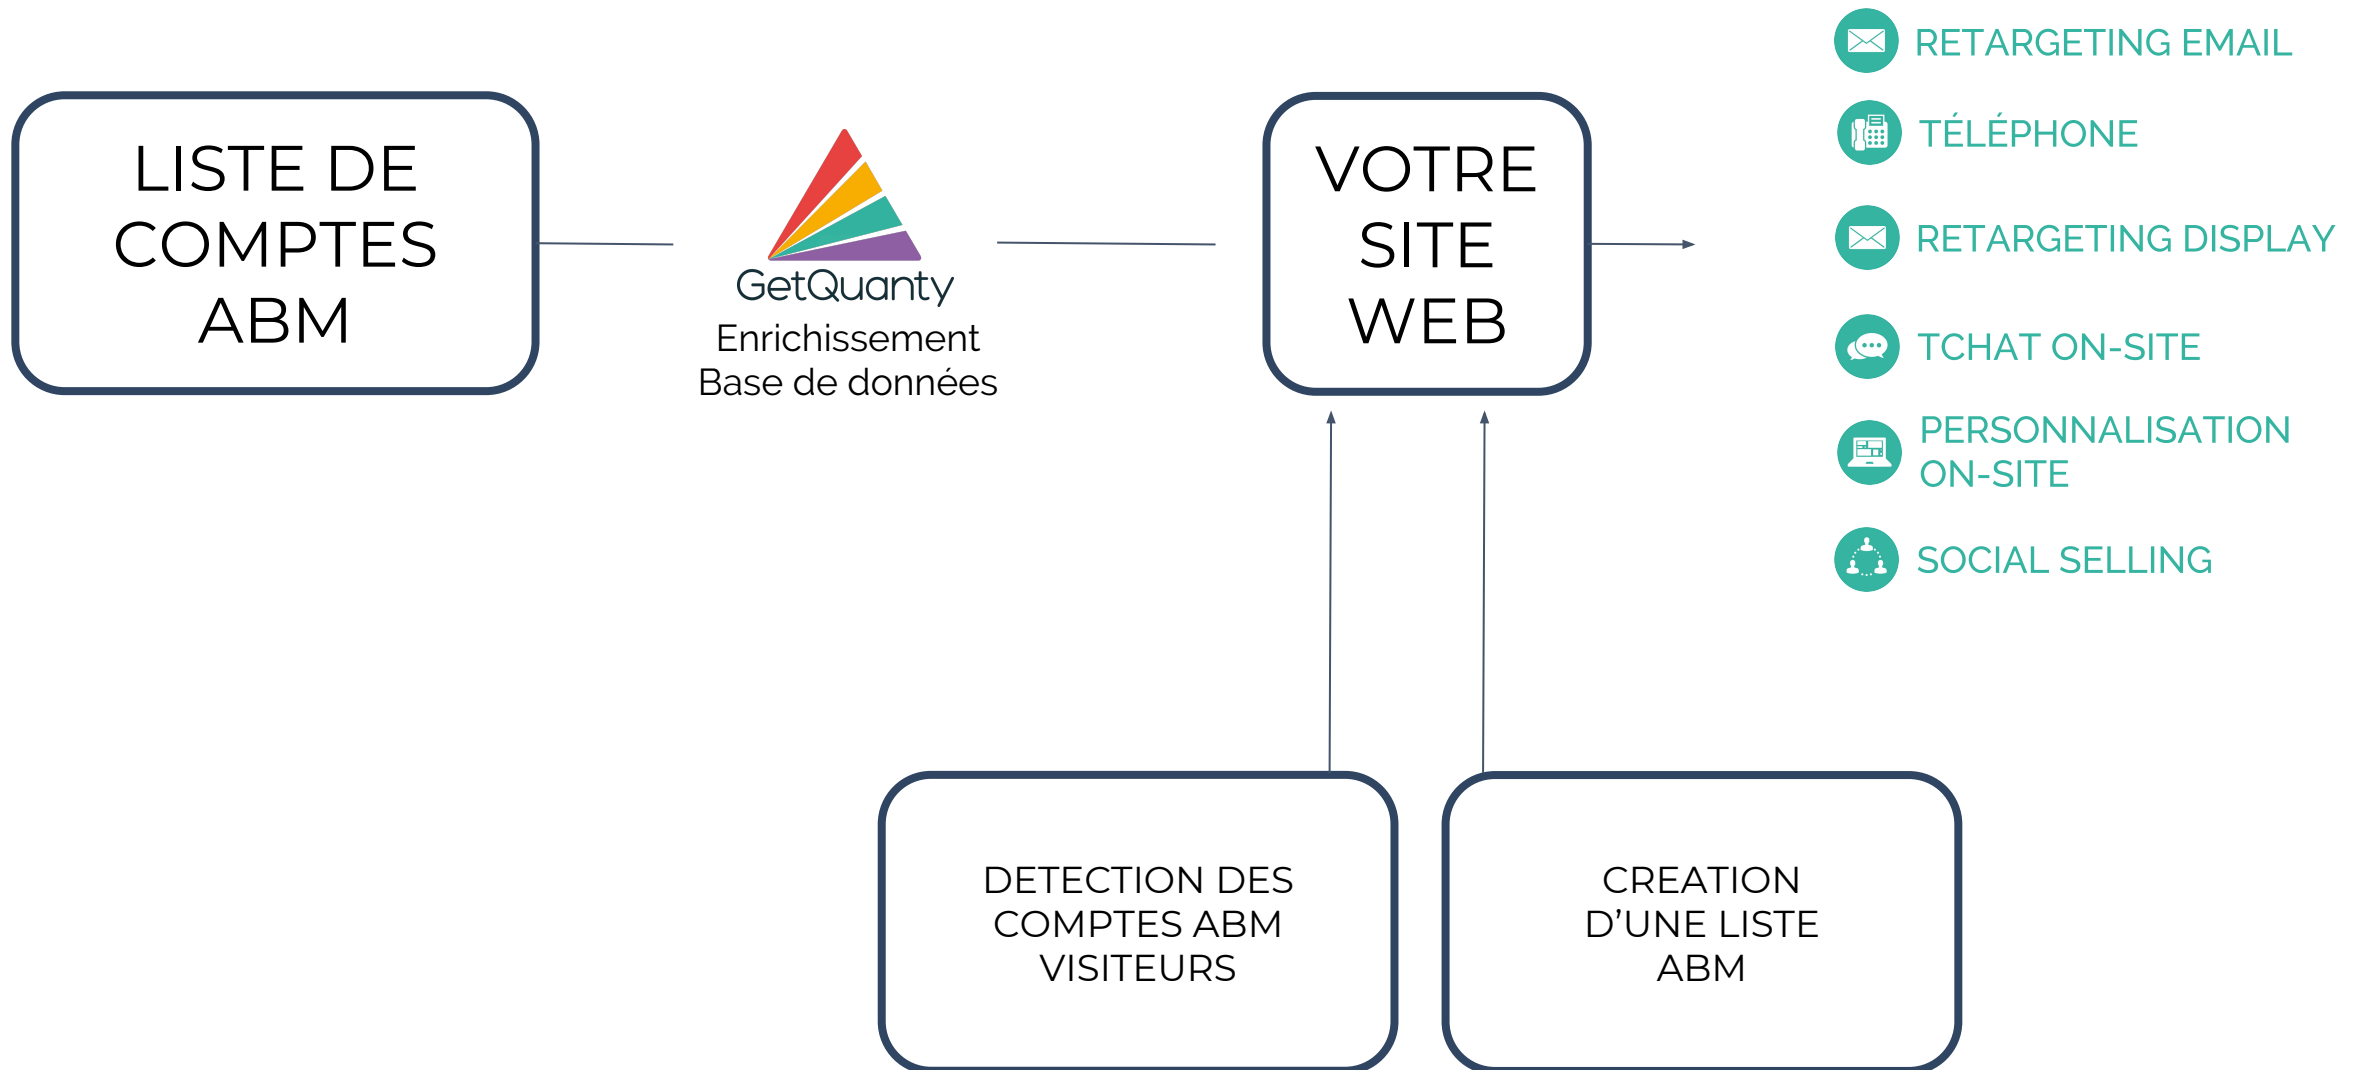 LISTE DE
COMPTES
ABM
GetQuanty
Enrichissement
Base de données
VOTRE
SITE
WEB
RETARGETING EMAIL
TÉLÉPHONE
RETARGETING DISPLAY
TCHAT ON-SITE
PERSONNALISATION
ON-SITE
SOCIAL SELLING
DETECTION DES
COMPTES ABM
VISITEURS
CREATION
D’UNE LISTE
ABM